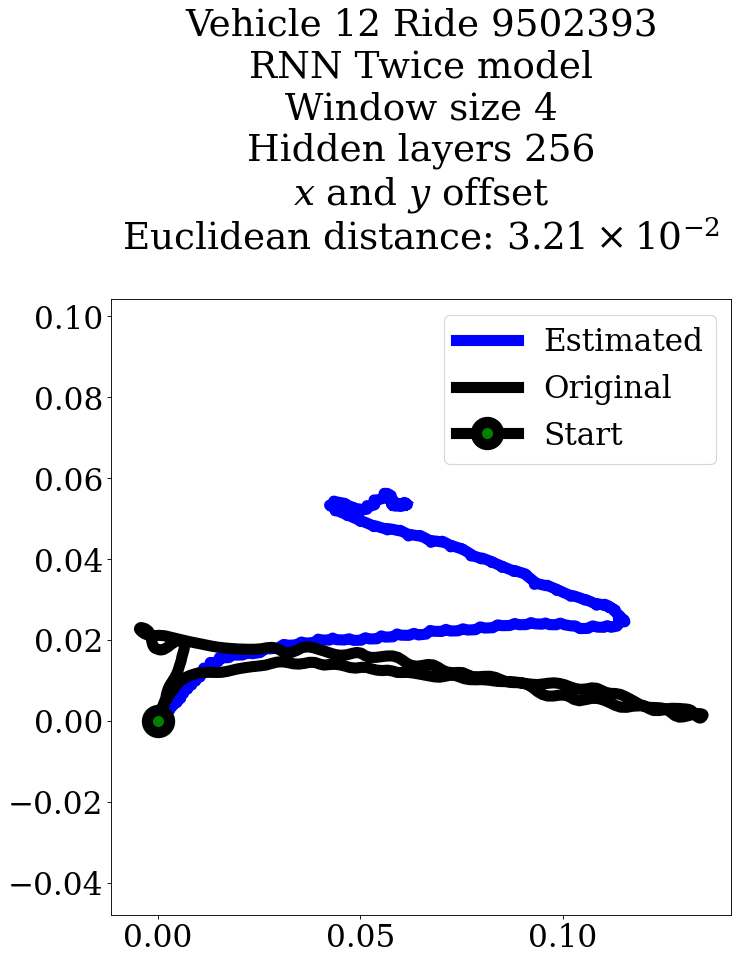 Vehicle 12 Ride 9502393
RNN Twice model
Window size 4
Hidden layers 256
x and y offset
Euclidean distance: 3.21 × 10⁻²
Estimated
Original
Start
0.10
0.08
0.06
0.04
0.02
0.00
−0.02
−0.04
0.00 0.05 0.10